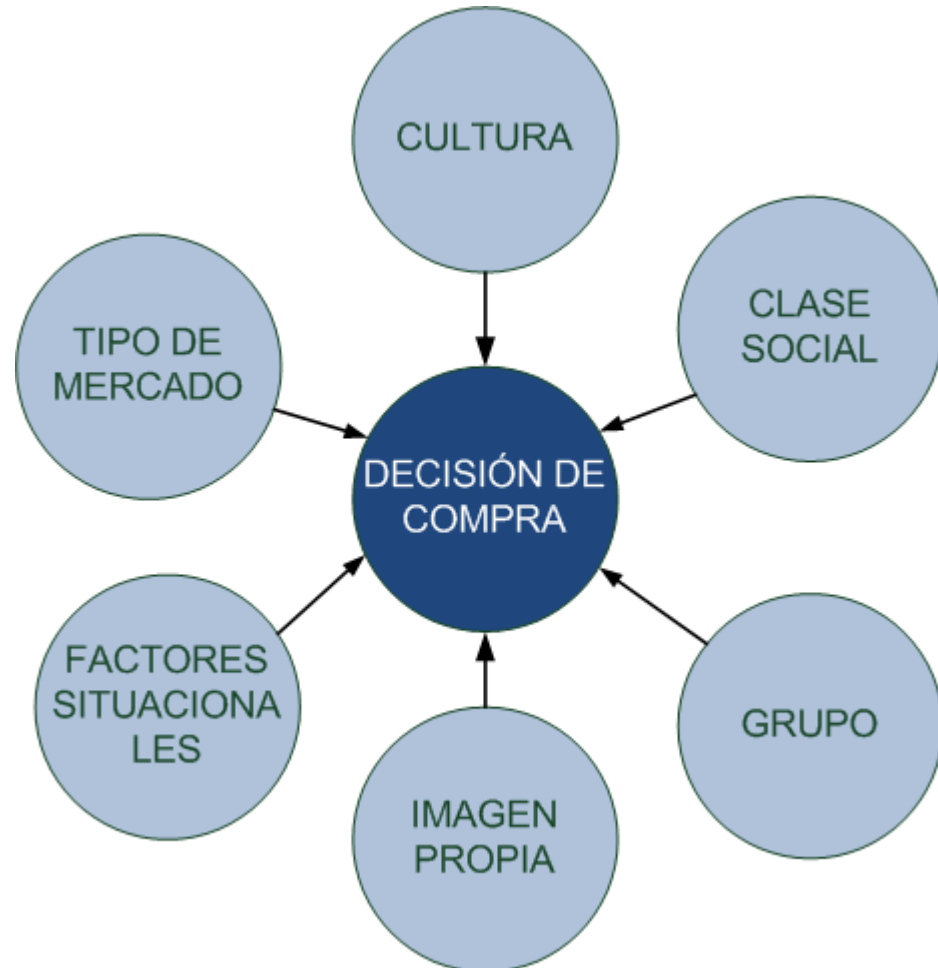 CULTURA
CLASE
SOCIAL
TIPO DE
MERCADO
DECISIÓN DE
COMPRA
FACTORES
SITUACIONA
LES
GRUPO
IMAGEN
PROPIA